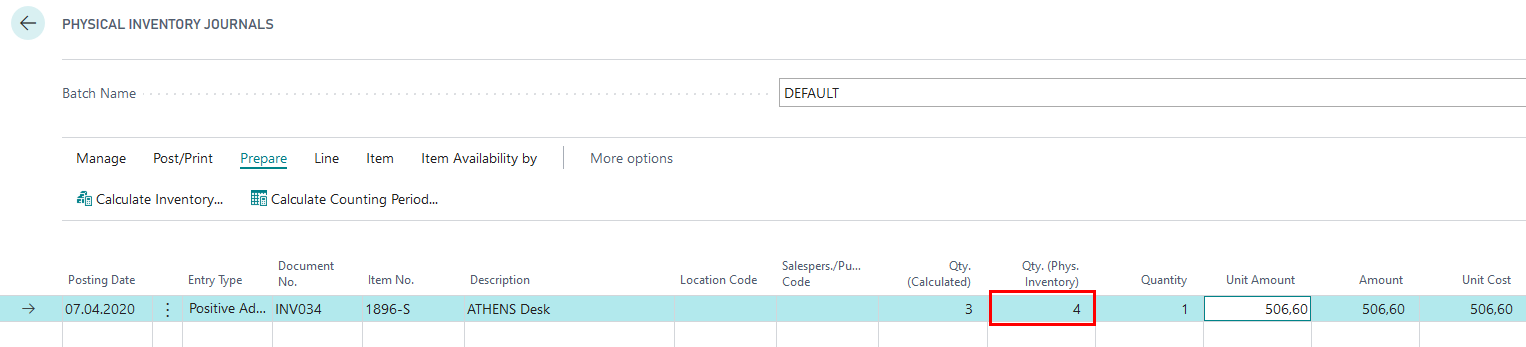 PHYSICAL INVENTORY JOURNALS
Batch Name
DEFAULT
Manage Post/Print Prepare Line Item Item Availability by More options
Calculate Inventory... Calculate Counting Period...
Posting Date Entry Type Document No. Item No. Description Location Code Salespers./Pu... Code Qty. (Calculated) Qty. (Phys. Inventory) Quantity Unit Amount Amount Unit Cost
07.04.2020 Positive Ad... INV034 1896-S ATHENS Desk 3 4 1 506,60 506,60 506,60